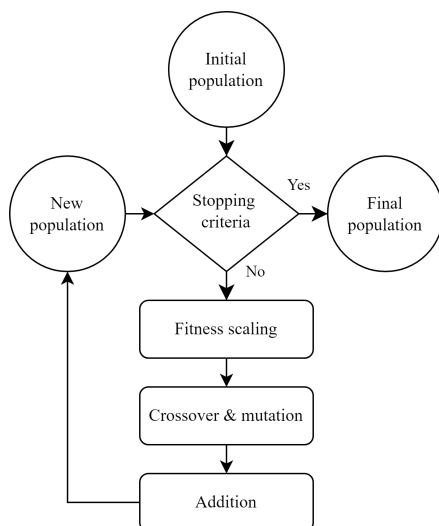 Initial
population
New
population
Stopping
criteria
Yes
Final
population
No
Fitness scaling
Crossover & mutation
Addition